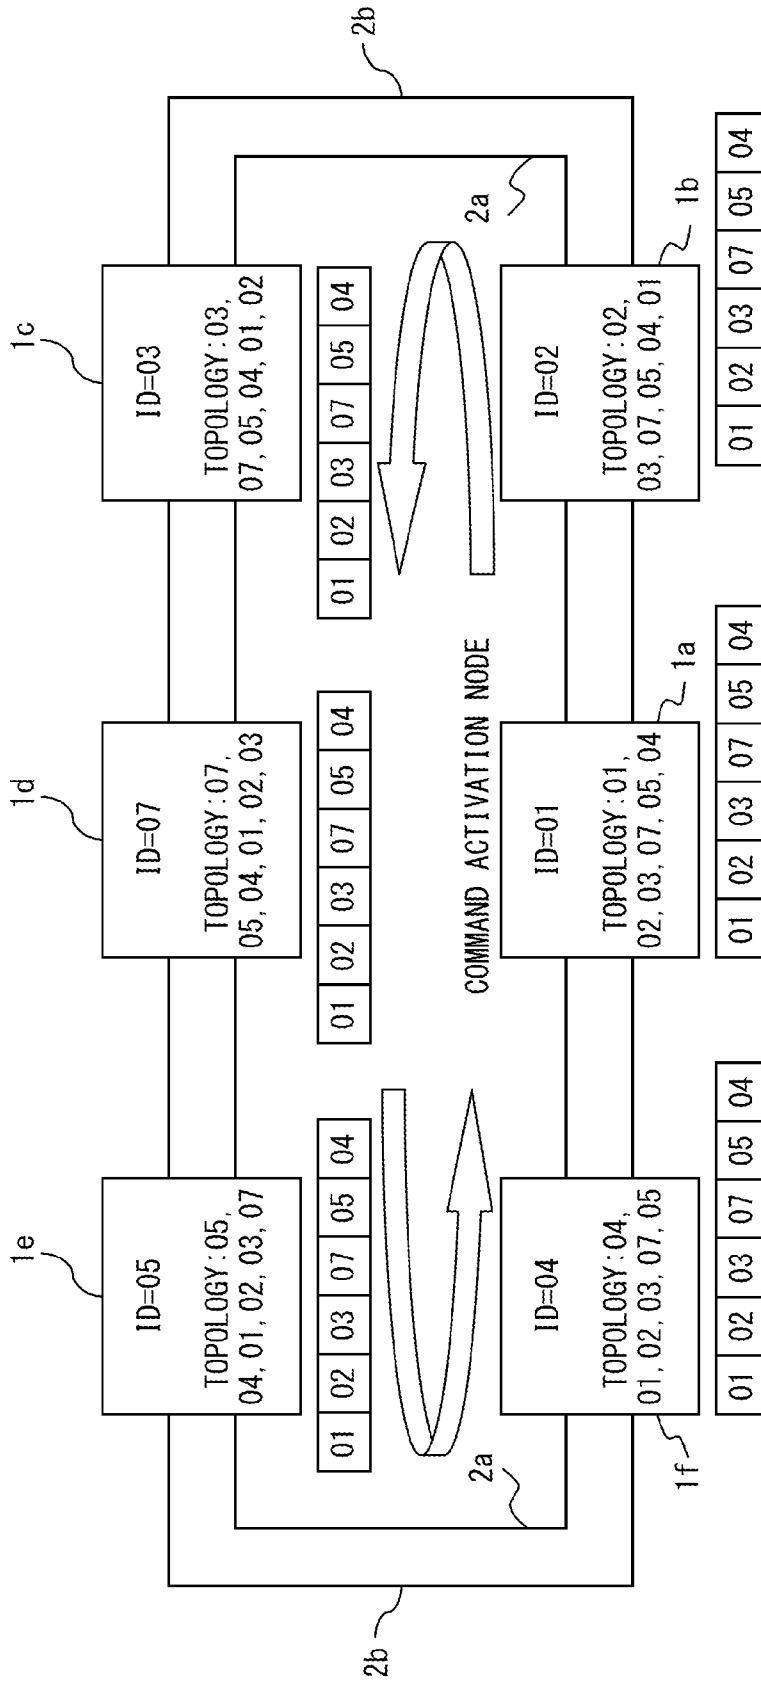 1e
1d
1c
2b
2b
ID=05
TOPOLOGY:05,
04, 01, 02, 03, 07
ID=07
TOPOLOGY:07,
05, 04, 01, 02, 03
ID=03
TOPOLOGY:03,
07, 05, 04, 01, 02
01 02 03 07 05 04
01 02 03 07 05 04
01 02 03 07 05 04
2a
2a
COMMAND ACTIVATION NODE
ID=04
TOPOLOGY:04,
01, 02, 03, 07, 05
ID=01
TOPOLOGY:01,
02, 03, 07, 05, 04
ID=02
TOPOLOGY:02,
03, 07, 05, 04, 01
1f
1a
1b
01 02 03 07 05 04
01 02 03 07 05 04
01 02 03 07 05 04